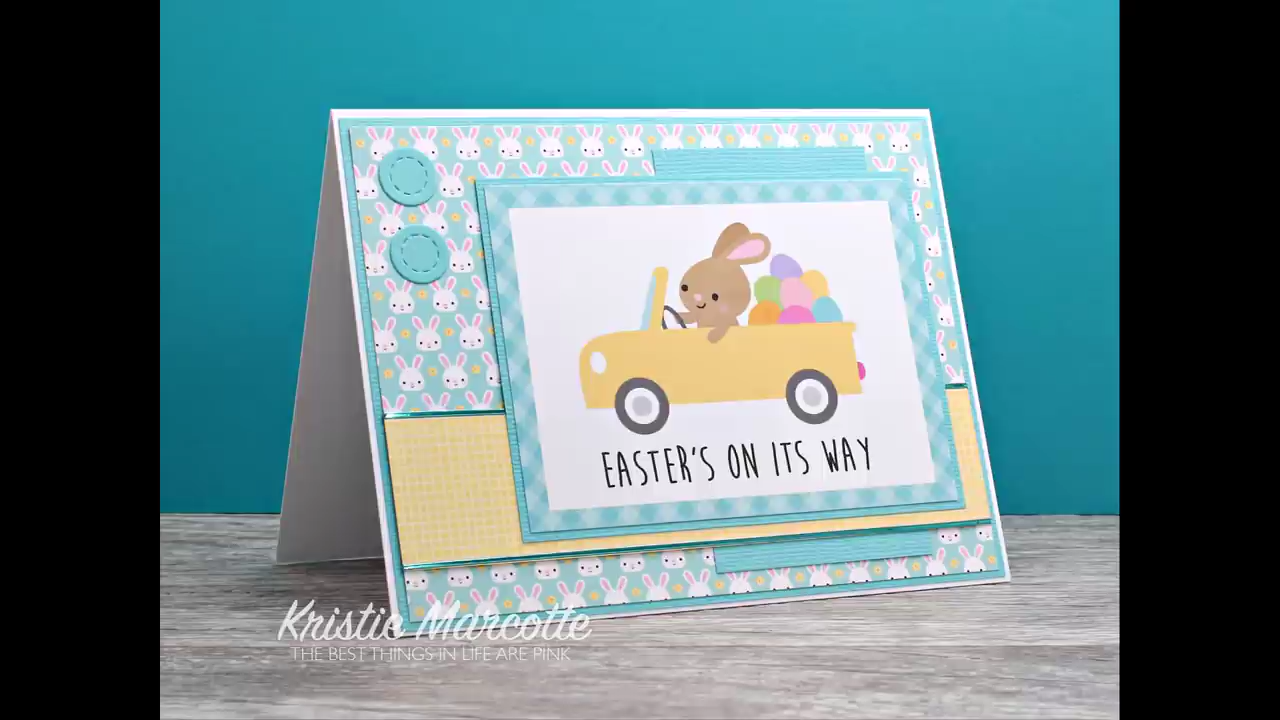 EASTER'S ON ITS WAY
Kristie Marcotte
THE BEST THINGS IN LIFE ARE PINK